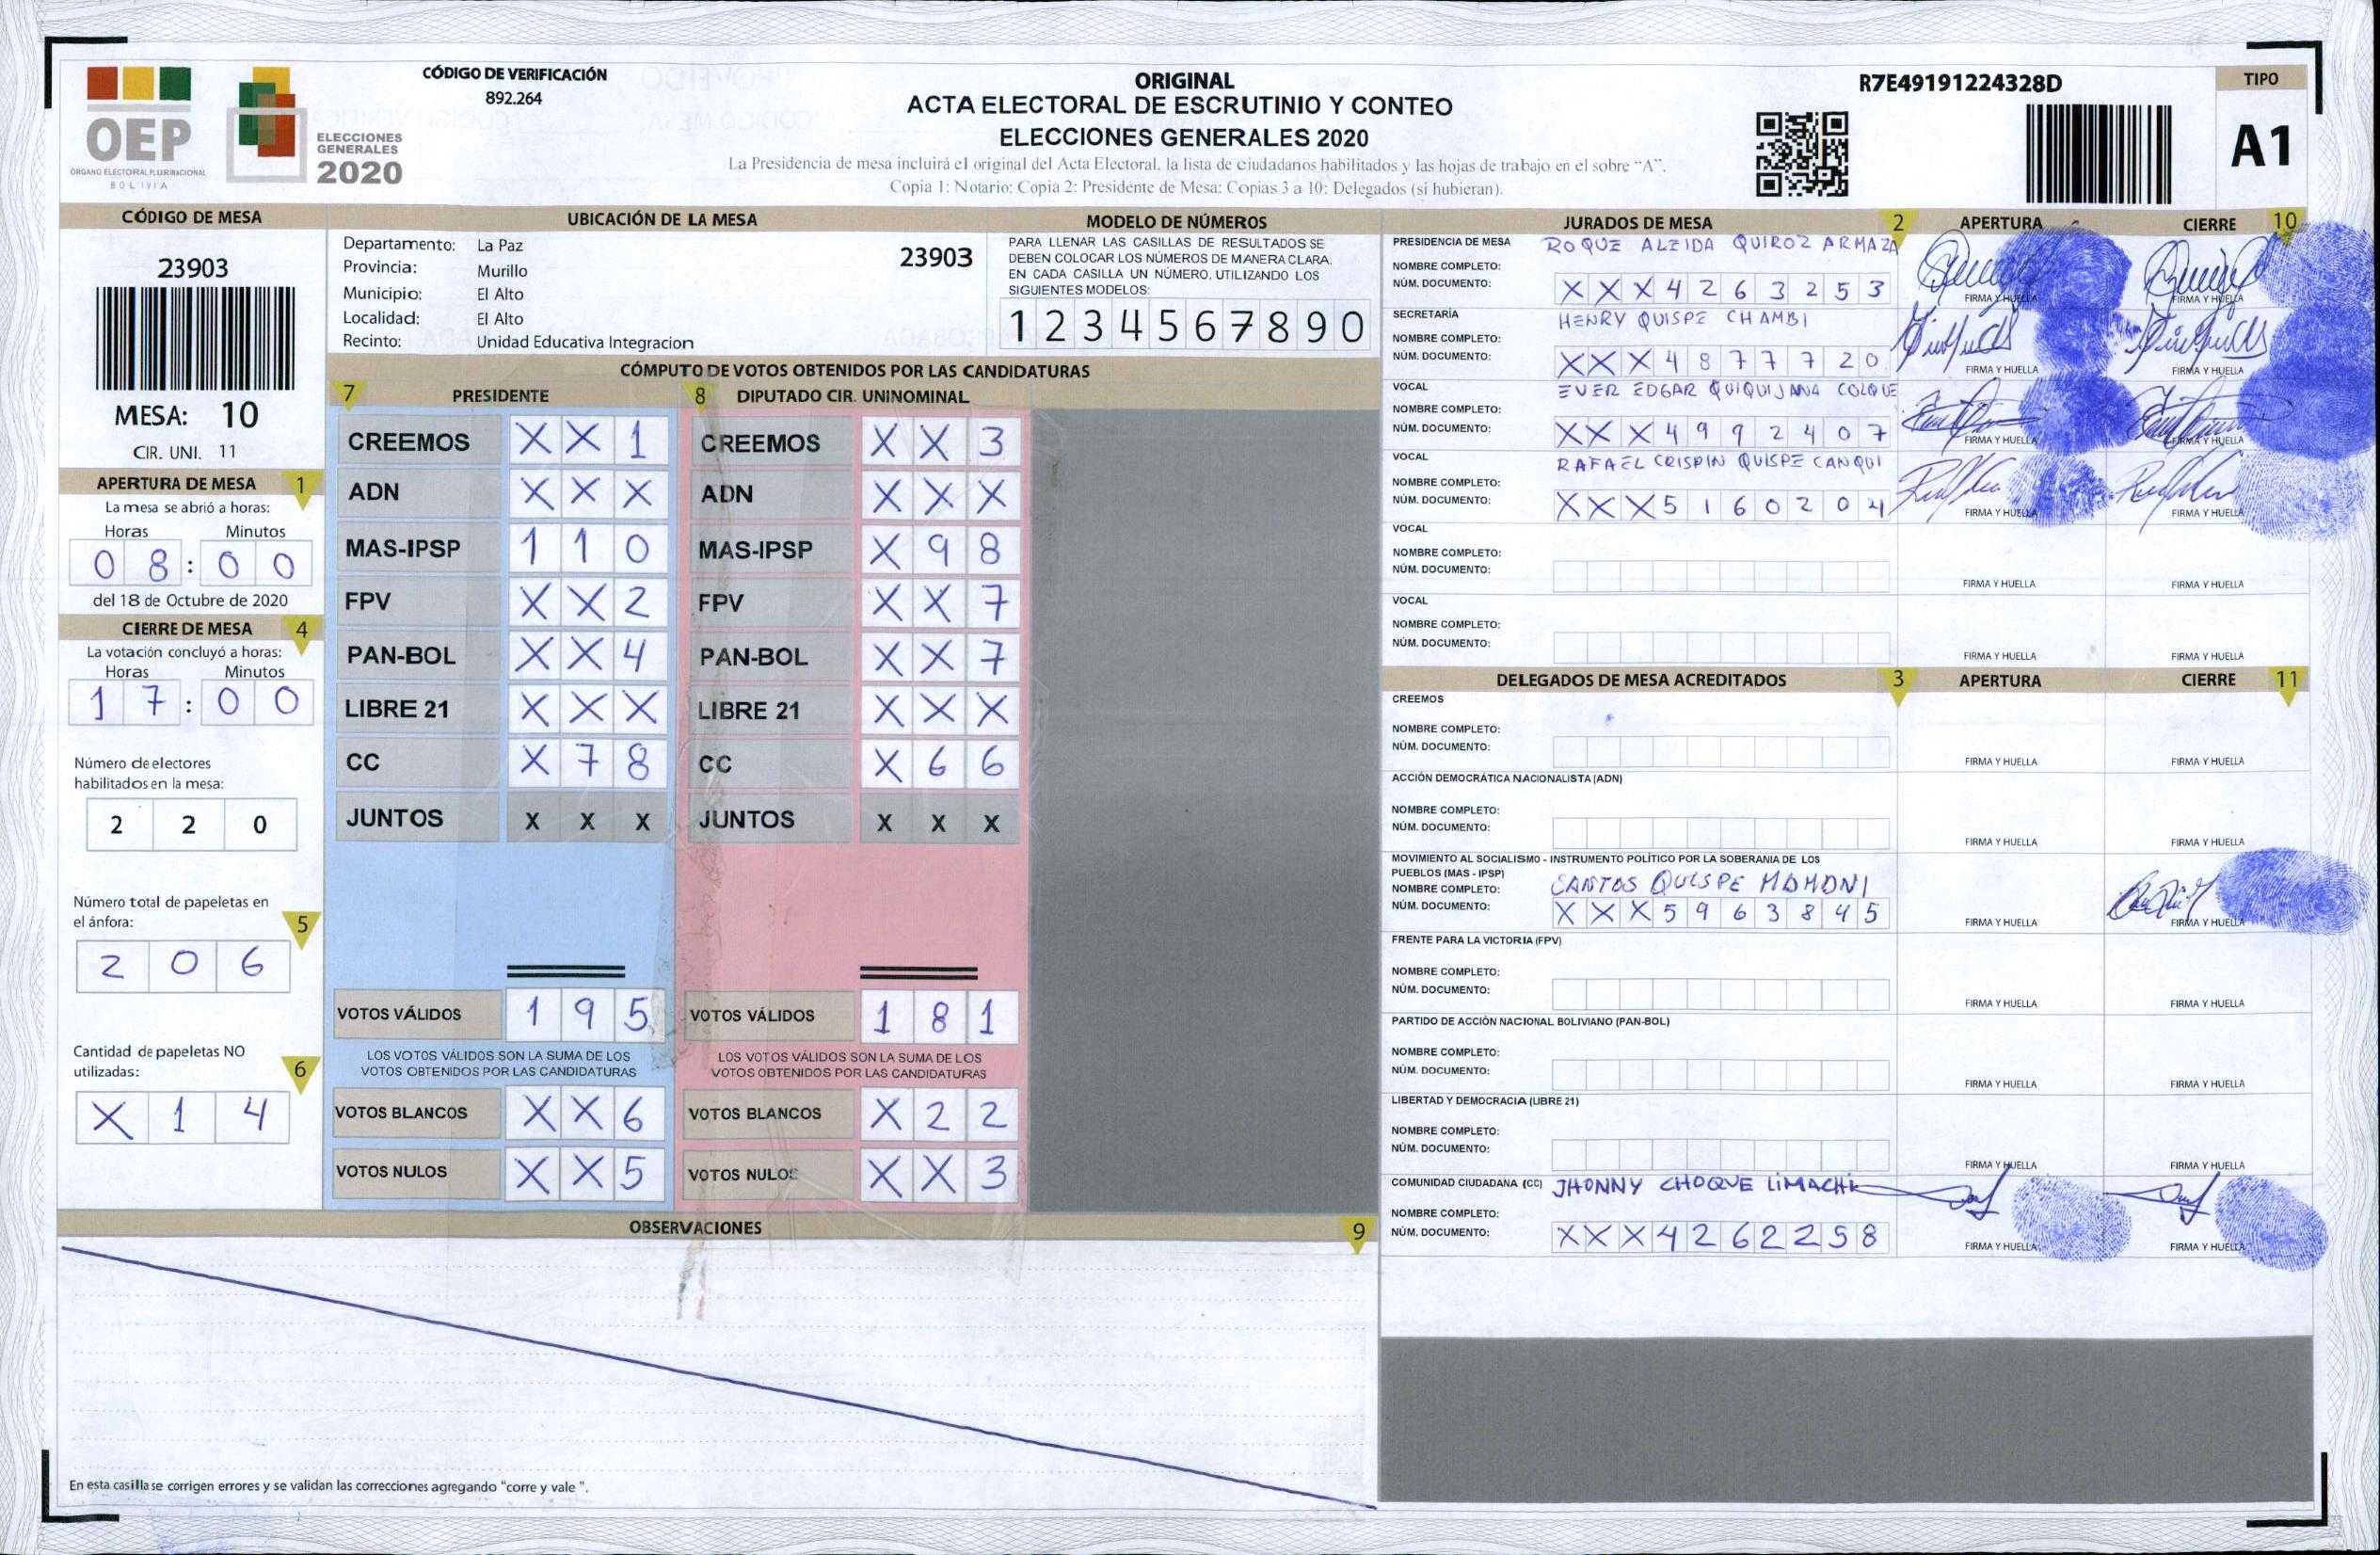 OEP
ÓRGANO ELECTORAL PLURINACIONAL
BOLIVIA
ELECCIONES
GENERALES
2020
CÓDIGO DE VERIFICACIÓN
892.264
ORIGINAL
ACTA ELECTORAL DE ESCRUTINIO Y CONTEO
ELECCIONES GENERALES 2020
La Presidencia de mesa incluirá el original del Acta Electoral, la lista de ciudadanos habilitados y las hojas de trabajo en el sobre "A".
Copia 1: Notario; Copia 2: Presidente de Mesa; Copias 3 a 10: Delegados (si hubieran).
R7E49191224328D
TIPO
A1
CÓDIGO DE MESA
23903
MESA: 10
CIR. UNI. 11
APERTURA DE MESA 1
La mesa se abrió a horas:
Horas Minutos
0 8 : 0 0
del 18 de Octubre de 2020
CIERRE DE MESA 4
La votación concluyó a horas:
Horas Minutos
1 7 : 0 0
Número de electores
habilitados en la mesa:
2 2 0
Número total de papeletas en
el ánfora: 5
2 0 6
Cantidad de papeletas NO
utilizadas: 6
X 1 4
UBICACIÓN DE LA MESA
Departamento: La Paz 23903
Provincia: Murillo
Municipio: El Alto
Localidad: El Alto
Recinto: Unidad Educativa Integracion
MODELO DE NÚMEROS
PARA LLENAR LAS CASILLAS DE RESULTADOS SE
DEBEN COLOCAR LOS NÚMEROS DE MANERA CLARA,
EN CADA CASILLA UN NÚMERO, UTILIZANDO LOS
SIGUIENTES MODELOS:
1 2 3 4 5 6 7 8 9 0
CÓMPUTO DE VOTOS OBTENIDOS POR LAS CANDIDATURAS
7 PRESIDENTE 8 DIPUTADO CIR. UNINOMINAL
CREEMOS X X 1 CREEMOS X X 3
ADN X X X ADN X X X
MAS-IPSP 1 1 0 MAS-IPSP X 9 8
FPV X X 2 FPV X X 7
PAN-BOL X X 4 PAN-BOL X X 7
LIBRE 21 X X X LIBRE 21 X X X
CC X 7 8 CC X 6 6
JUNTOS X X X JUNTOS X X X
VOTOS VÁLIDOS 1 9 5 VOTOS VÁLIDOS 1 8 1
LOS VOTOS VÁLIDOS SON LA SUMA DE LOS LOS VOTOS VÁLIDOS SON LA SUMA DE LOS
VOTOS OBTENIDOS POR LAS CANDIDATURAS VOTOS OBTENIDOS POR LAS CANDIDATURAS
VOTOS BLANCOS X X 6 VOTOS BLANCOS X 2 2
VOTOS NULOS X X 5 VOTOS NULOS X X 3
OBSERVACIONES 9
En esta casilla se corrigen errores y se validan las correcciones agregando "corre y vale ".
JURADOS DE MESA 2 APERTURA CIERRE 10
PRESIDENCIA DE MESA ROQUE ALZIDA QUIROZ ARMAZA
NOMBRE COMPLETO:
NÚM. DOCUMENTO: X X X 4 2 6 3 2 5 3 FIRMA Y HUELLA FIRMA Y HUELLA
SECRETARÍA HENRY QUISPE CHAMBI
NOMBRE COMPLETO:
NÚM. DOCUMENTO: X X X 4 8 7 7 7 2 0 FIRMA Y HUELLA FIRMA Y HUELLA
VOCAL EVER EDGAR QUIQUIJANA COLQUE
NOMBRE COMPLETO:
NÚM. DOCUMENTO: X X X 4 9 9 2 4 0 7 FIRMA Y HUELLA FIRMA Y HUELLA
VOCAL RAFAEL CRISPIN QUISPE CANQUI
NOMBRE COMPLETO:
NÚM. DOCUMENTO: X X X 5 1 6 0 2 0 4 FIRMA Y HUELLA FIRMA Y HUELLA
VOCAL
NOMBRE COMPLETO:
NÚM. DOCUMENTO: FIRMA Y HUELLA FIRMA Y HUELLA
VOCAL
NOMBRE COMPLETO:
NÚM. DOCUMENTO: FIRMA Y HUELLA FIRMA Y HUELLA
DELEGADOS DE MESA ACREDITADOS 3 APERTURA CIERRE 11
CREEMOS
NOMBRE COMPLETO:
NÚM. DOCUMENTO: FIRMA Y HUELLA FIRMA Y HUELLA
ACCIÓN DEMOCRÁTICA NACIONALISTA (ADN)
NOMBRE COMPLETO:
NÚM. DOCUMENTO: FIRMA Y HUELLA FIRMA Y HUELLA
MOVIMIENTO AL SOCIALISMO - INSTRUMENTO POLÍTICO POR LA SOBERANIA DE LOS
PUEBLOS (MAS - IPSP)
NOMBRE COMPLETO: SANTOS QUISPE MAMANI
NÚM. DOCUMENTO: X X X 5 9 6 3 8 4 5 FIRMA Y HUELLA FIRMA Y HUELLA
FRENTE PARA LA VICTORIA (FPV)
NOMBRE COMPLETO:
NÚM. DOCUMENTO: FIRMA Y HUELLA FIRMA Y HUELLA
PARTIDO DE ACCIÓN NACIONAL BOLIVIANO (PAN-BOL)
NOMBRE COMPLETO:
NÚM. DOCUMENTO: FIRMA Y HUELLA FIRMA Y HUELLA
LIBERTAD Y DEMOCRACIA (LIBRE 21)
NOMBRE COMPLETO:
NÚM. DOCUMENTO: FIRMA Y HUELLA FIRMA Y HUELLA
COMUNIDAD CIUDADANA (CC) JHONNY CHOQUE LIMACHI
NOMBRE COMPLETO:
NÚM. DOCUMENTO: X X X 4 2 6 2 2 5 8 FIRMA Y HUELLA FIRMA Y HUELLA